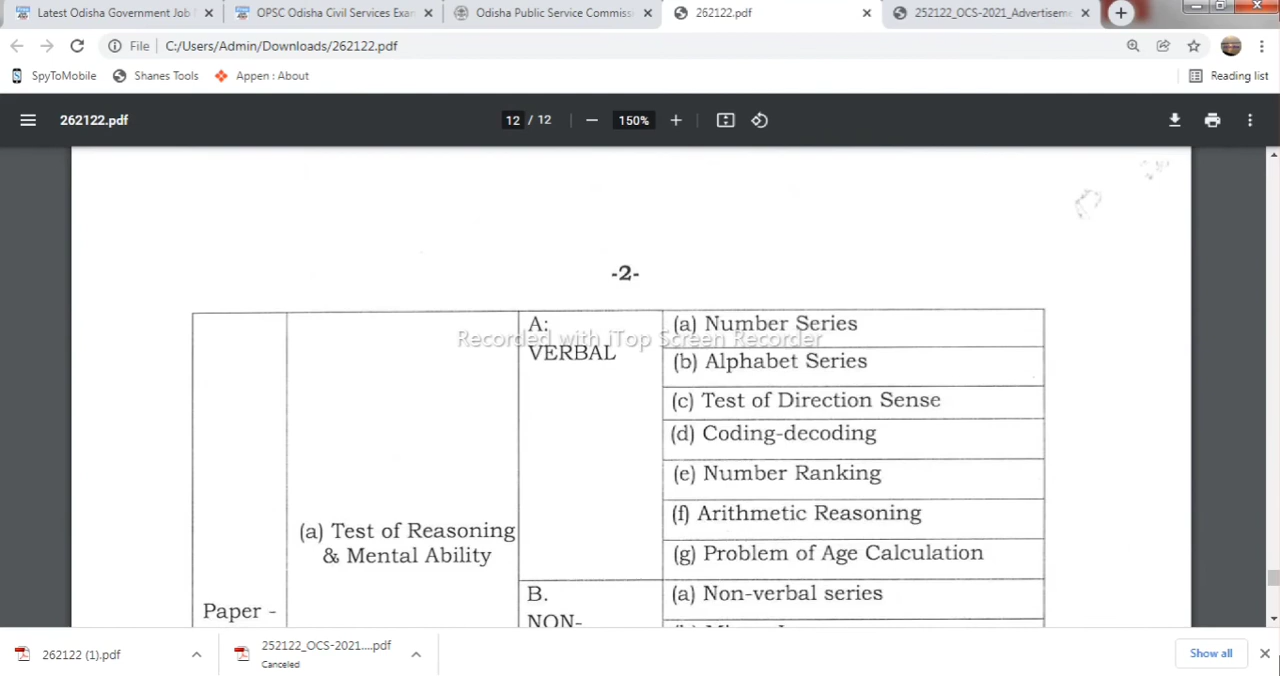 Latest Odisha Government Job
OPSC Odisha Civil Services Exa
Odisha Public Service Commiss
262122.pdf
252122_OCS-2021_Advertiseme
File
C:/Users/Admin/Downloads/262122.pdf
SpyToMobile
Shanes Tools
Appen : About
Reading list
262122.pdf
12 / 12
150%
-2-
A:
VERBAL
(a) Number Series
Recorded with iTop Screen Recorder
(b) Alphabet Series
(c) Test of Direction Sense
(d) Coding-decoding
(e) Number Ranking
(f) Arithmetic Reasoning
(a) Test of Reasoning
& Mental Ability
(g) Problem of Age Calculation
B.
NON-
(a) Non-verbal series
Paper -
262122 (1).pdf
252122_OCS-2021....pdf
Canceled
Show all